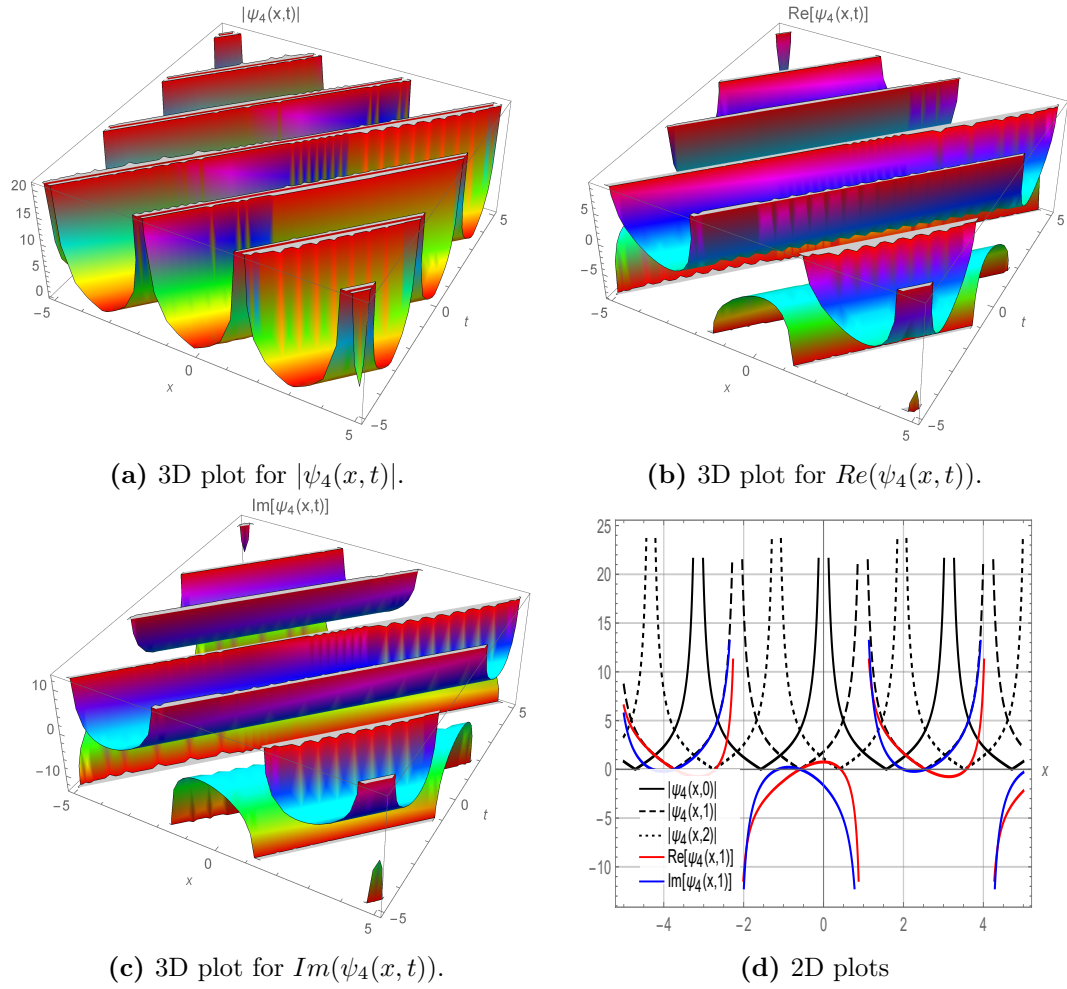 |ψ₄(x,t)|
20
15
10
5
0
−5
0
x
5
−5
0
t
5
(a) 3D plot for |ψ₄(x, t)|.
Re[ψ₄(x,t)]
5
0
−5
−5
0
x
5
−5
0
t
5
(b) 3D plot for Re(ψ₄(x, t)).
Im[ψ₄(x,t)]
10
0
−10
−5
0
x
5
−5
0
t
5
(c) 3D plot for Im(ψ₄(x, t)).
25
20
15
10
5
0
−5
−10
x
|ψ₄(x,0)|
|ψ₄(x,1)|
|ψ₄(x,2)|
Re[ψ₄(x,1)]
Im[ψ₄(x,1)]
−4 −2 0 2 4
(d) 2D plots